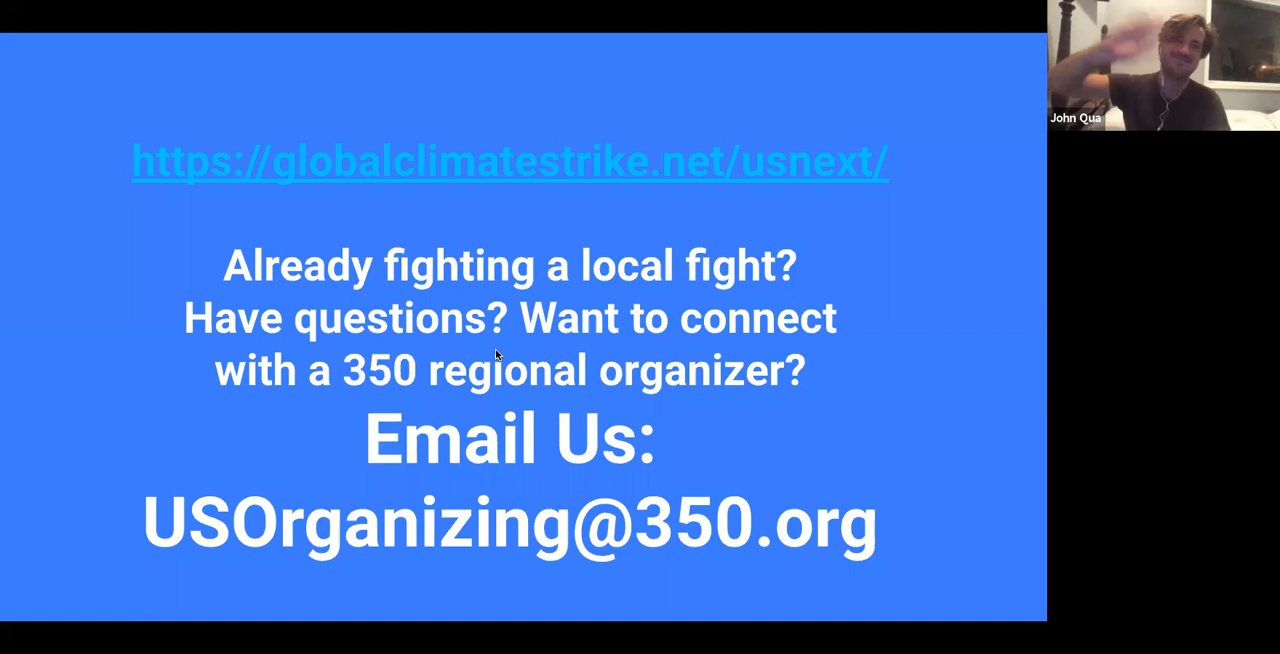 https://globalclimatestrike.net/usnext/
Already fighting a local fight?
Have questions? Want to connect
with a 350 regional organizer?
Email Us:
USOrganizing@350.org
John Qua